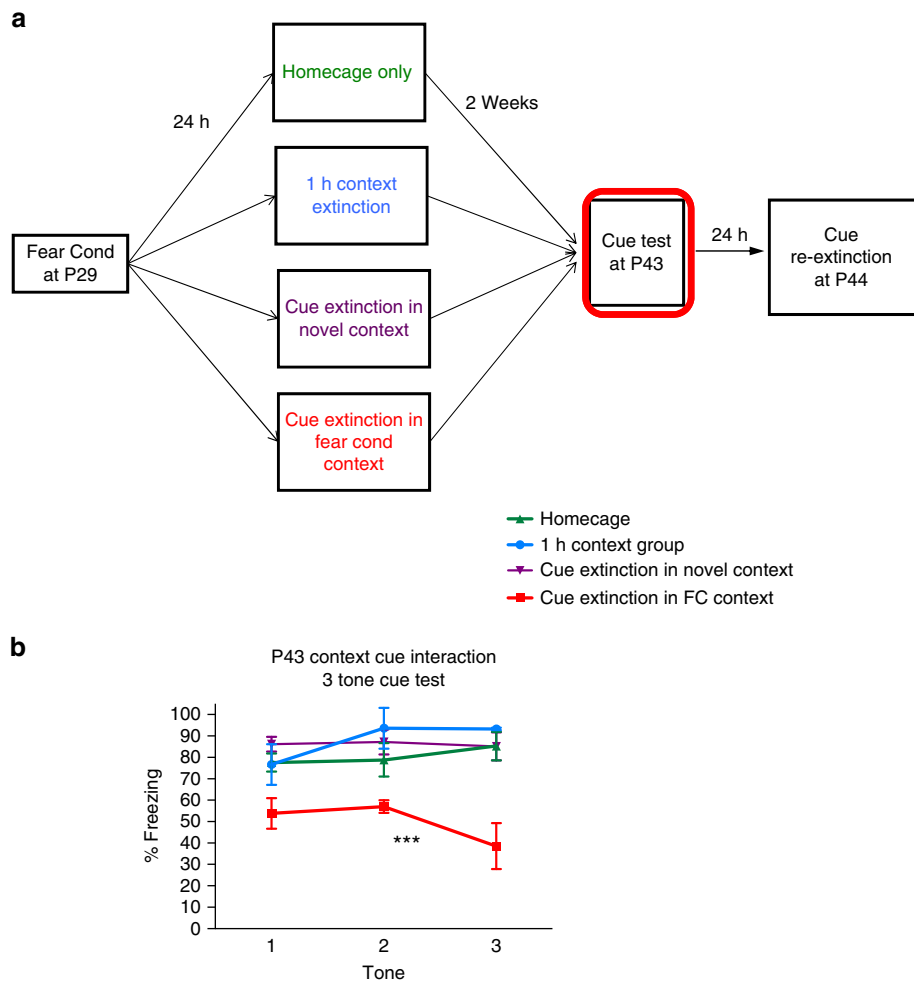 a
Homecage only
24 h
2 Weeks
1 h context
extinction
Fear Cond
at P29
Cue test
at P43
24 h
Cue
re-extinction
at P44
Cue extinction in
novel context
Cue extinction in
fear cond
context
Homecage
1 h context group
Cue extinction in novel context
Cue extinction in FC context
b
P43 context cue interaction
3 tone cue test
% Freezing
100
90
80
70
60
50
40
30
20
10
0
***
1
2
3
Tone